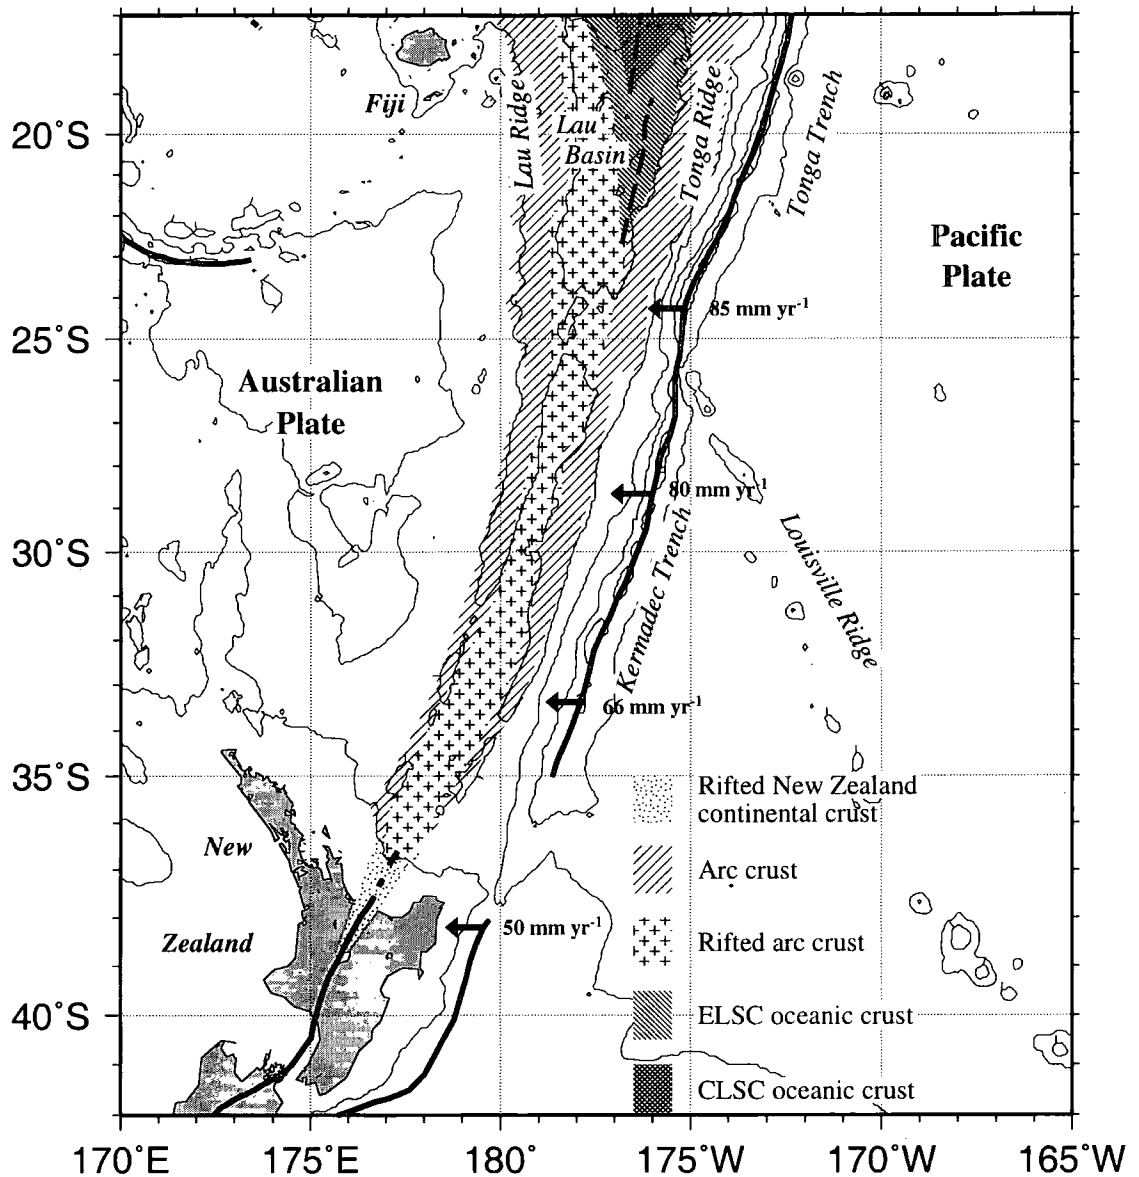 Fiji
Lau Ridge
Lau
Basin
Tonga Ridge
Tonga Trench
20°S
Pacific
Plate
85 mm yr-1
25°S
Australian
Plate
80 mm yr-1
Louisville Ridge
30°S
Kermadec Trench
66 mm yr-1
35°S
Rifted New Zealand
continental crust
New
Arc crust
Zealand
50 mm yr-1
Rifted arc crust
40°S
ELSC oceanic crust
CLSC oceanic crust
170°E
175°E
180°
175°W
170°W
165°W